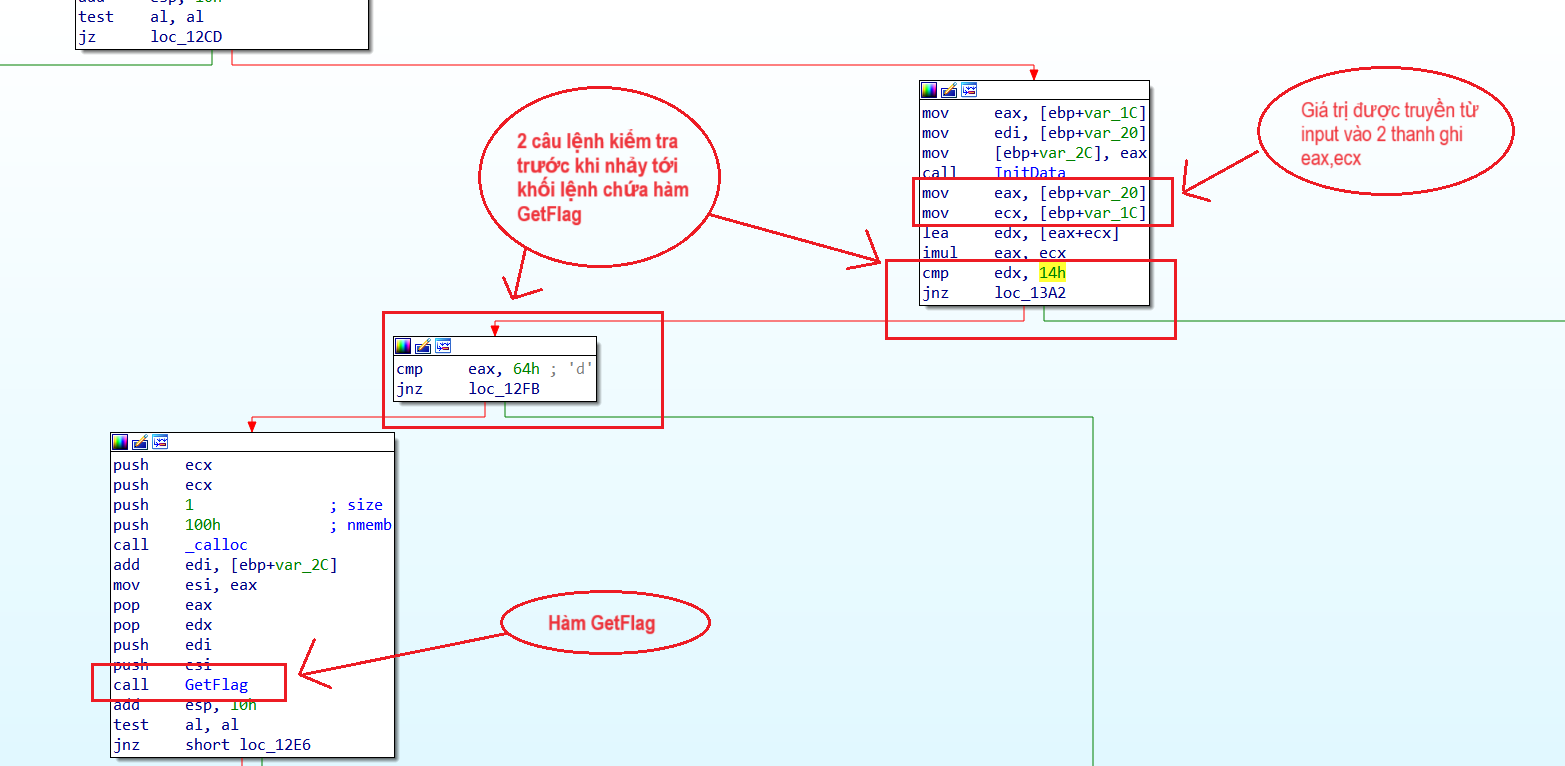 add esp, 10h
test al, al
jz loc_12CD
mov eax, [ebp+var_1C]
mov edi, [ebp+var_20]
mov [ebp+var_2C], eax
call InitData
mov eax, [ebp+var_20]
mov ecx, [ebp+var_1C]
lea edx, [eax+ecx]
imul eax, ecx
cmp edx, 14h
jnz loc_13A2
Giá trị được truyền từ
input vào 2 thanh ghi
eax,ecx
2 câu lệnh kiểm tra
trước khi nhảy tới
khối lệnh chứa hàm
GetFlag
cmp eax, 64h ; 'd'
jnz loc_12FB
push ecx
push ecx
push 1 ; size
push 100h ; nmemb
call _calloc
add edi, [ebp+var_2C]
mov esi, eax
pop eax
pop edx
push edi
push esi
call GetFlag
add esp, 10h
test al, al
jnz short loc_12E6
Hàm GetFlag